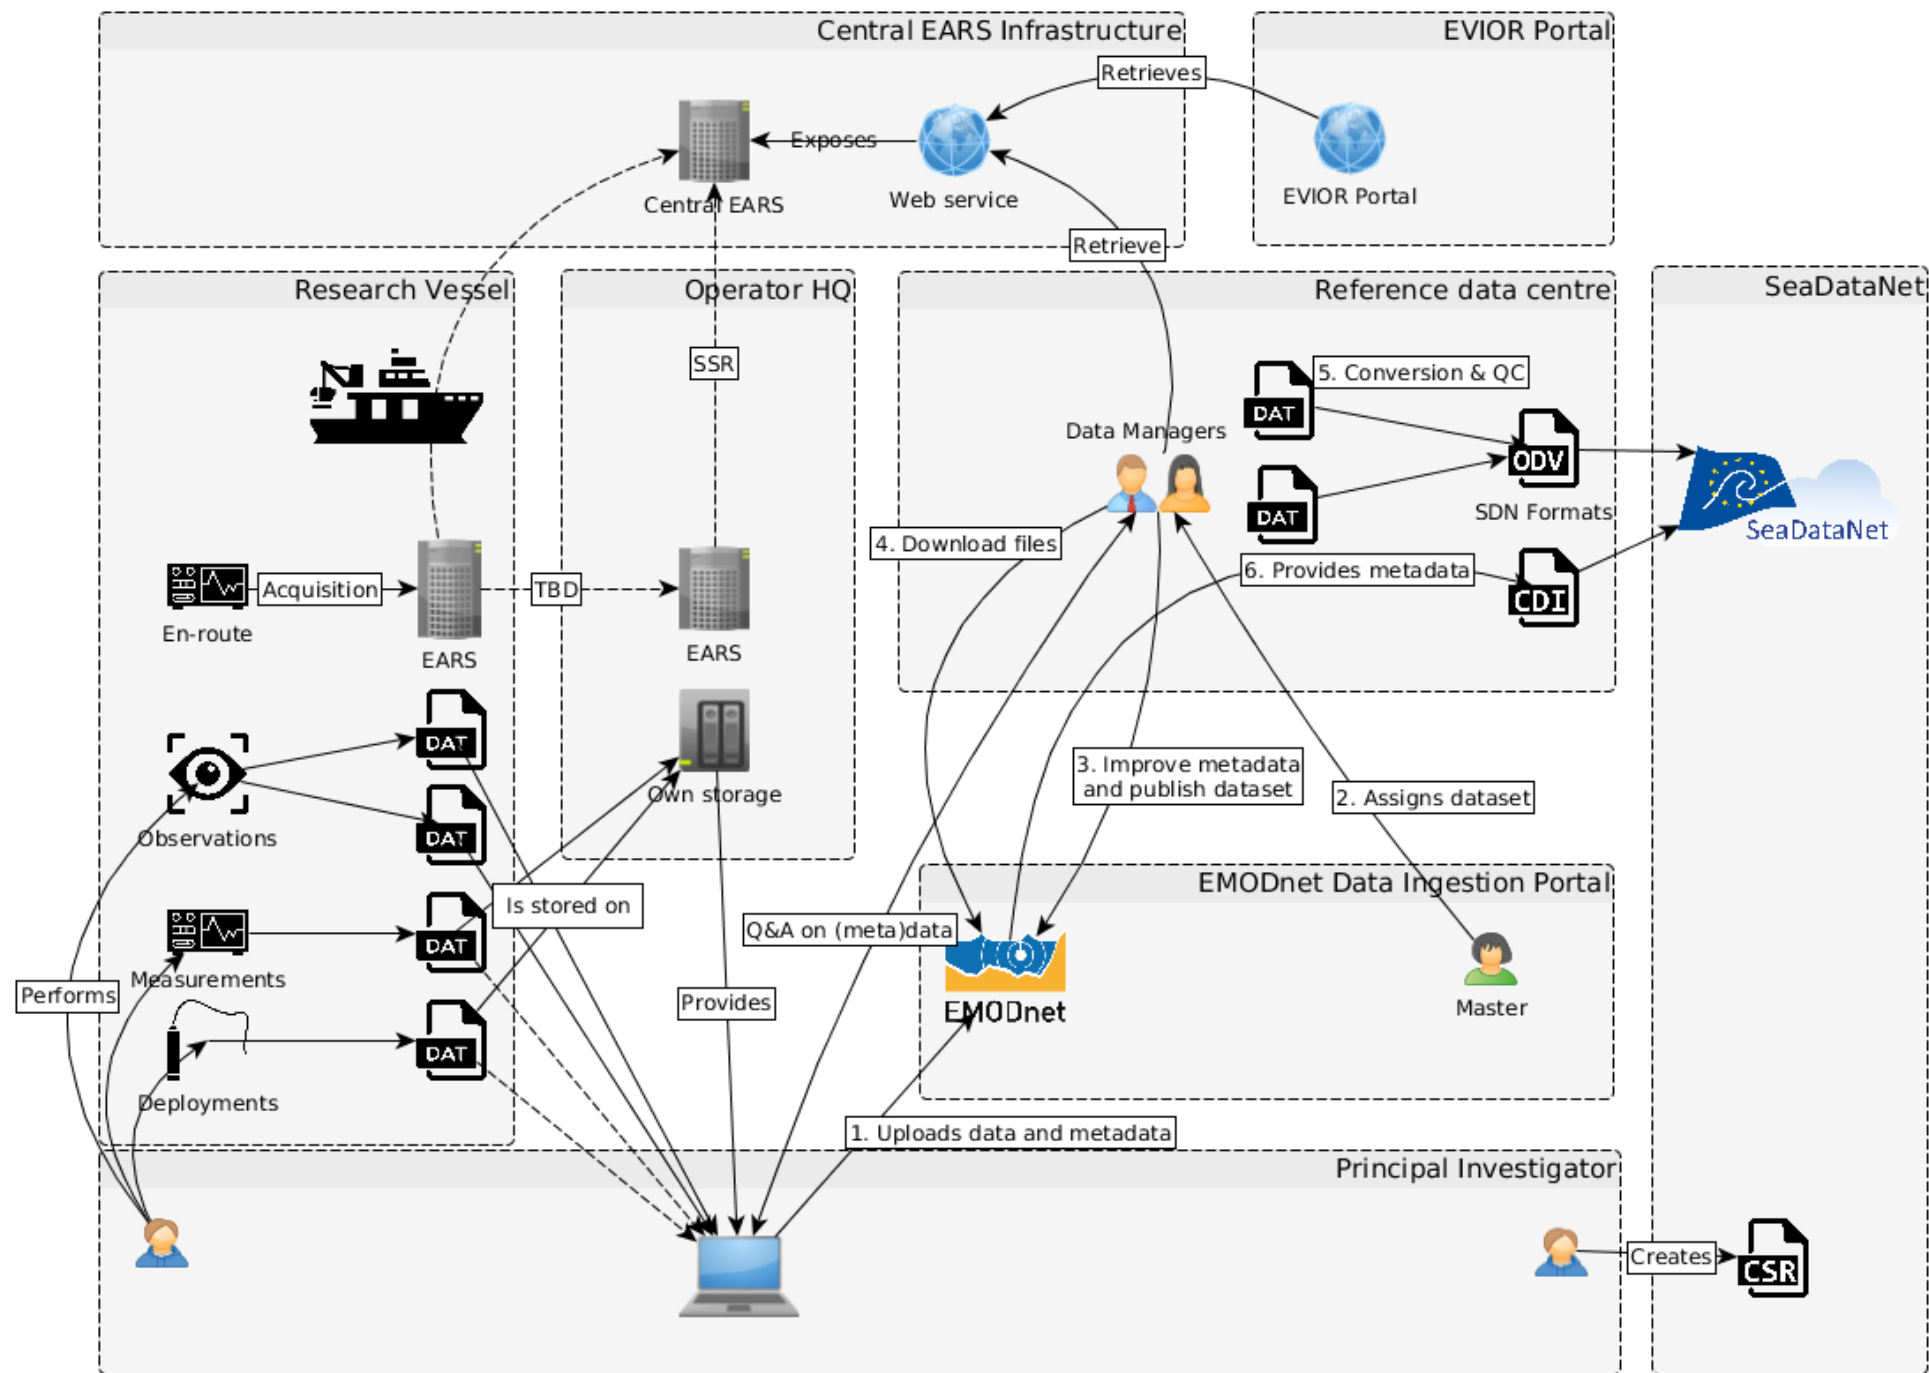 Central EARS Infrastructure
EVIOR Portal
Retrieves
Exposes
Central EARS
Web service
EVIOR Portal
Retrieve
Research Vessel
Operator HQ
Reference data centre
SeaDataNet
SSR
5. Conversion & QC
DAT
Data Managers
ODV
DAT
SDN Formats
SeaDataNet
4. Download files
6. Provides metadata
Acquisition
TBD
CDI
En-route
EARS
EARS
DAT
Own storage
3. Improve metadata
and publish dataset
2. Assigns dataset
Observations
DAT
EMODnet Data Ingestion Portal
Is stored on
Q&A on (meta)data
DAT
Measurements
Performs
Provides
EMODnet
Master
DAT
Deployments
1. Uploads data and metadata
Principal Investigator
Creates
CSR